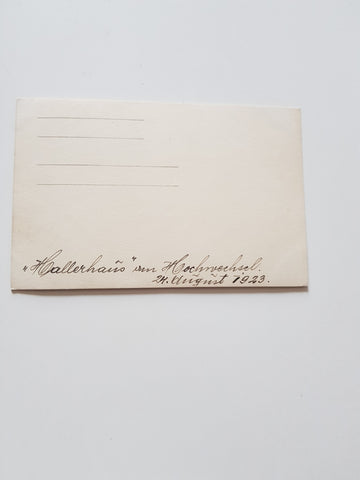 „Hallerhaus" am Hochwechsel.
24. August 1923.